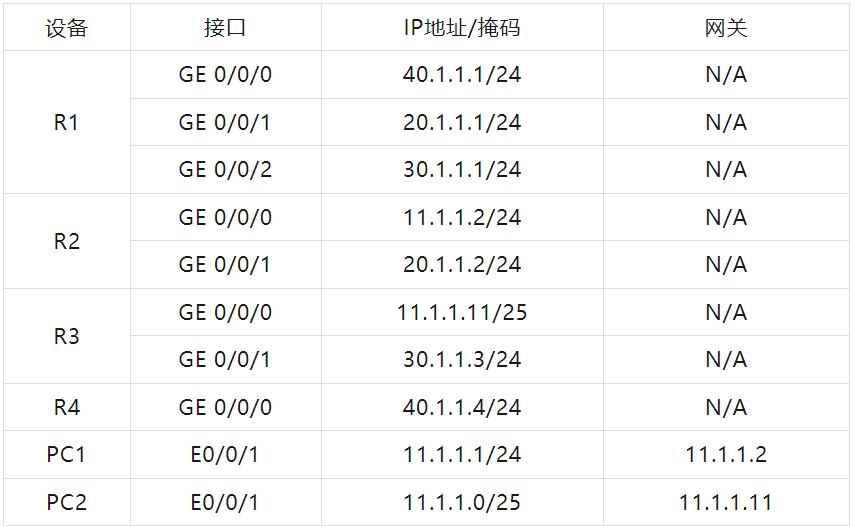 设备 接口 IP地址/掩码 网关
R1
GE 0/0/0 40.1.1.1/24 N/A
GE 0/0/1 20.1.1.1/24 N/A
GE 0/0/2 30.1.1.1/24 N/A
R2
GE 0/0/0 11.1.1.2/24 N/A
GE 0/0/1 20.1.1.2/24 N/A
R3
GE 0/0/0 11.1.1.11/25 N/A
GE 0/0/1 30.1.1.3/24 N/A
R4 GE 0/0/0 40.1.1.4/24 N/A
PC1 E0/0/1 11.1.1.1/24 11.1.1.2
PC2 E0/0/1 11.1.1.0/25 11.1.1.11